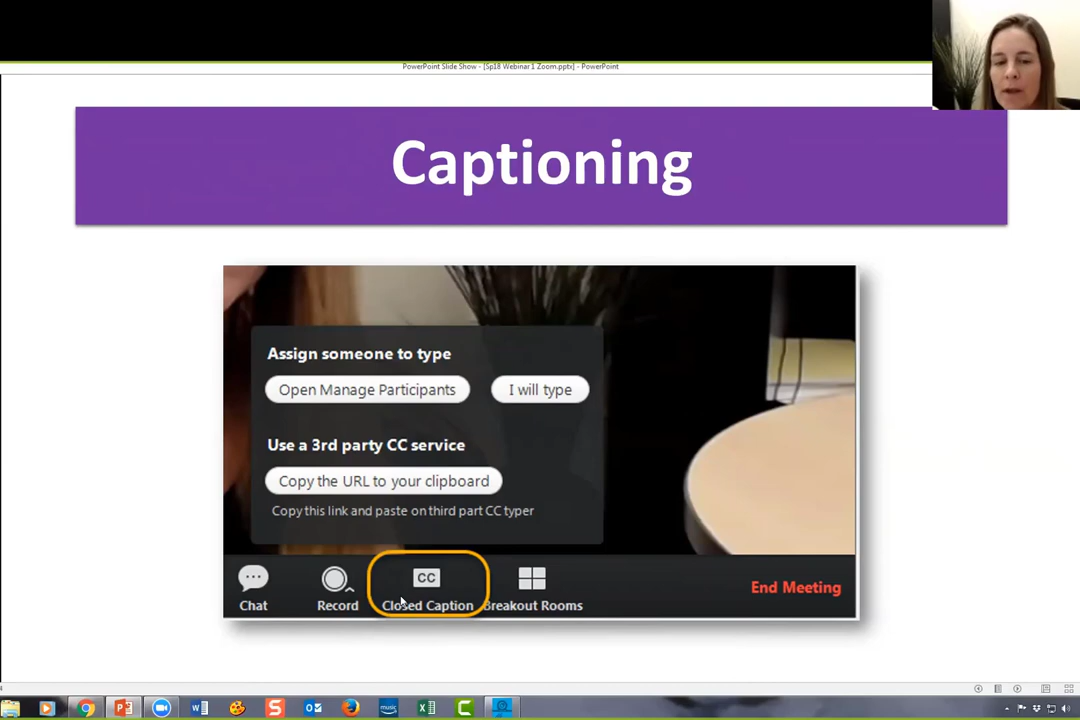 PowerPoint Slide Show - [Sp18 Webinar 1 Zoom.pptx] - PowerPoint
Captioning
Assign someone to type
Open Manage Participants
I will type
Use a 3rd party CC service
Copy the URL to your clipboard
Copy this link and paste on third part CC typer
CC
Chat
Record
Closed Caption
Breakout Rooms
End Meeting
music